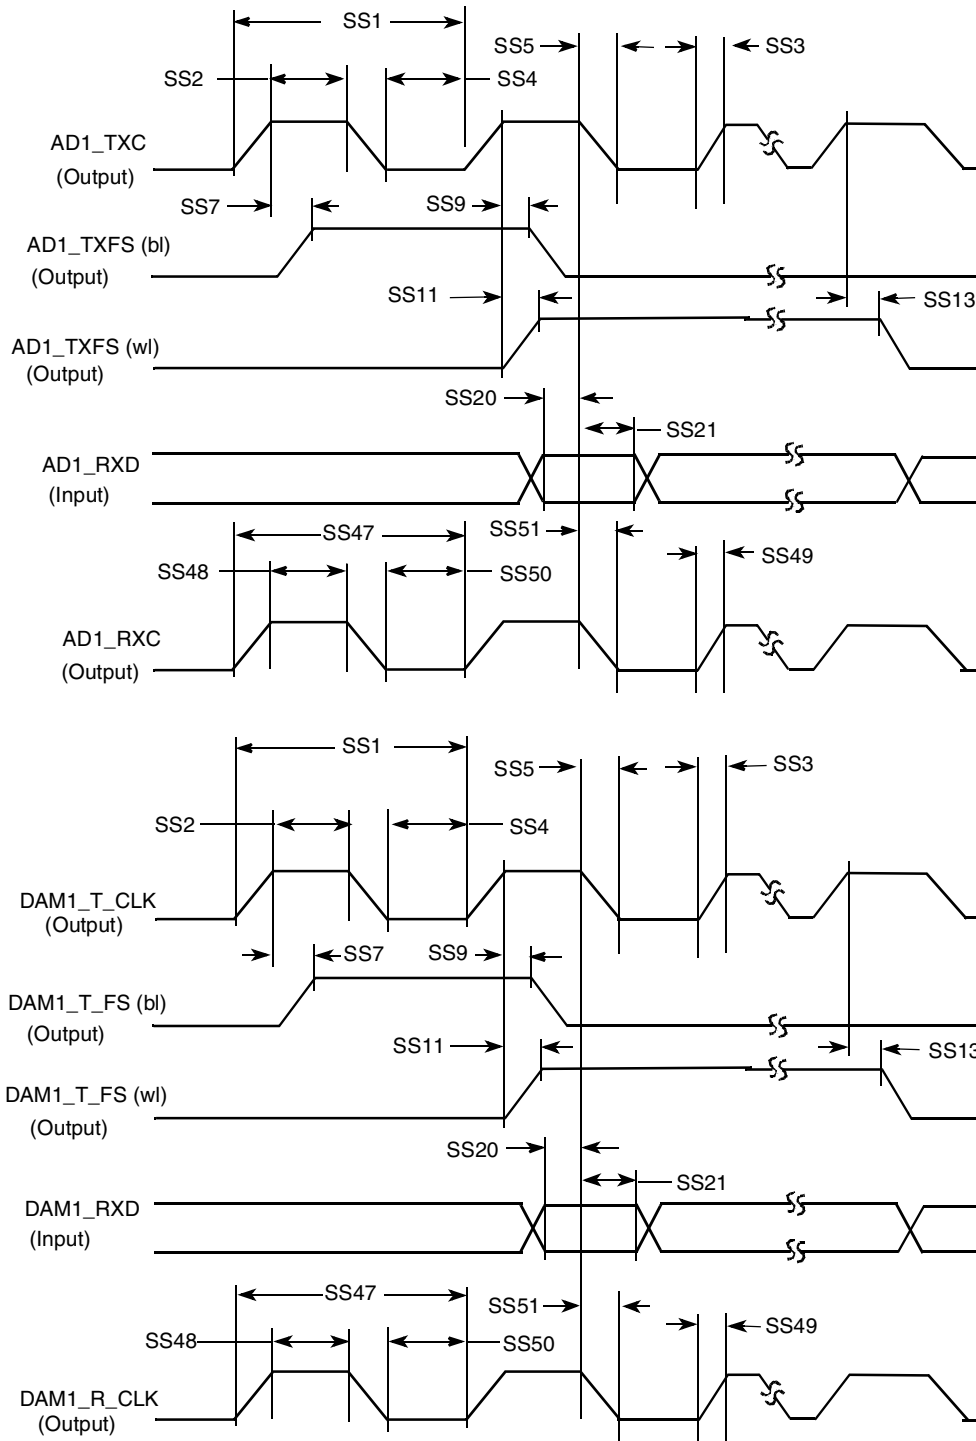 SS1
SS5
SS3
SS2
SS4
AD1_TXC
(Output)
SS7
SS9
AD1_TXFS (bl)
(Output)
SS11
SS13
AD1_TXFS (wl)
(Output)
SS20
SS21
AD1_RXD
(Input)
SS47
SS51
SS49
SS48
SS50
AD1_RXC
(Output)
SS1
SS5
SS3
SS2
SS4
DAM1_T_CLK
(Output)
SS7
SS9
DAM1_T_FS (bl)
(Output)
SS11
SS13
DAM1_T_FS (wl)
(Output)
SS20
SS21
DAM1_RXD
(Input)
SS47
SS51
SS49
SS48
SS50
DAM1_R_CLK
(Output)